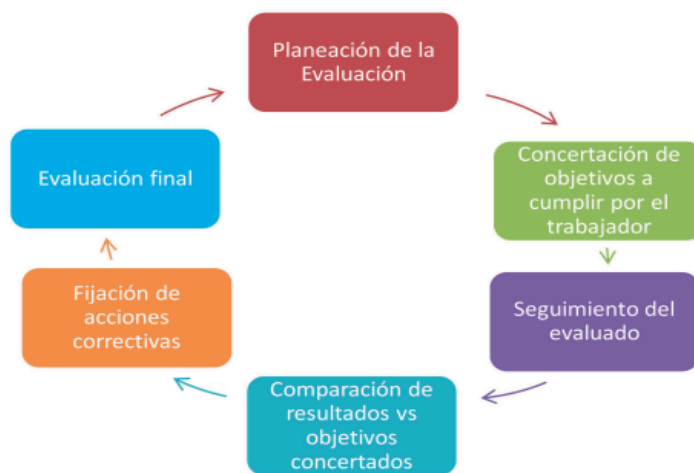 Planeación de la
Evaluación
Concertación de
objetivos a
cumplir por el
trabajador
Seguimiento del
evaluado
Comparación de
resultados vs
objetivos
concertados
Fijación de
acciones
correctivas
Evaluación final